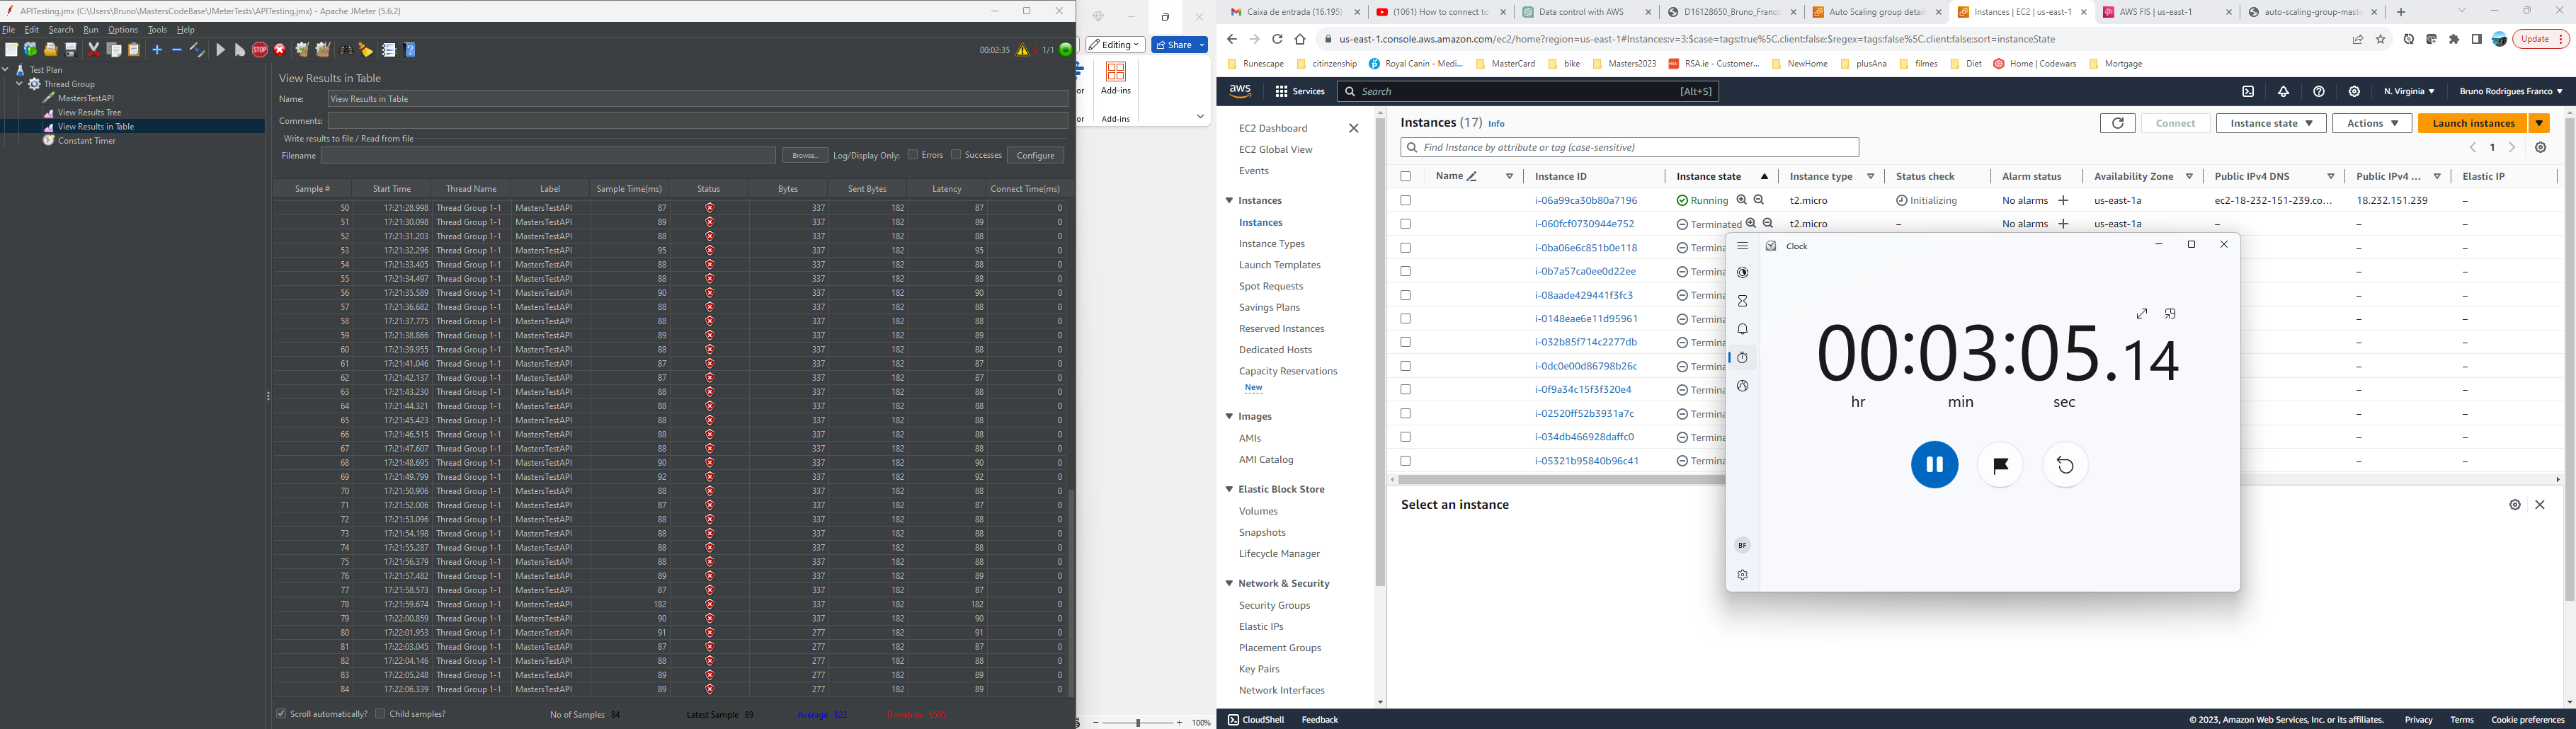 APITesting.jmx (C:\Users\Bruno\MastersCodeBase\JMeterTests\APITesting.jmx) - Apache JMeter (5.6.2)
File Edit Search Run Options Tools Help
00:02:35 2 1/1
Test Plan
Thread Group
MastersTestAPI
View Results Tree
View Results in Table
Constant Timer
View Results in Table
Name: View Results in Table
Comments:
Write results to file / Read from file
Filename Browse... Log/Display Only: Errors Successes Configure
Sample # Start Time Thread Name Label Sample Time(ms) Status Bytes Sent Bytes Latency Connect Time(ms)
50 17:21:28.998 Thread Group 1-1 MastersTestAPI 87 337 182 87 0
51 17:21:30.098 Thread Group 1-1 MastersTestAPI 89 337 182 89 0
52 17:21:31.203 Thread Group 1-1 MastersTestAPI 88 337 182 88 0
53 17:21:32.296 Thread Group 1-1 MastersTestAPI 95 337 182 95 0
54 17:21:33.405 Thread Group 1-1 MastersTestAPI 88 337 182 88 0
55 17:21:34.497 Thread Group 1-1 MastersTestAPI 88 337 182 88 0
56 17:21:35.589 Thread Group 1-1 MastersTestAPI 90 337 182 90 0
57 17:21:36.682 Thread Group 1-1 MastersTestAPI 88 337 182 88 0
58 17:21:37.775 Thread Group 1-1 MastersTestAPI 88 337 182 88 0
59 17:21:38.866 Thread Group 1-1 MastersTestAPI 89 337 182 89 0
60 17:21:39.955 Thread Group 1-1 MastersTestAPI 88 337 182 88 0
61 17:21:41.046 Thread Group 1-1 MastersTestAPI 87 337 182 87 0
62 17:21:42.137 Thread Group 1-1 MastersTestAPI 87 337 182 87 0
63 17:21:43.230 Thread Group 1-1 MastersTestAPI 88 337 182 88 0
64 17:21:44.321 Thread Group 1-1 MastersTestAPI 88 337 182 88 0
65 17:21:45.423 Thread Group 1-1 MastersTestAPI 88 337 182 88 0
66 17:21:46.515 Thread Group 1-1 MastersTestAPI 88 337 182 88 0
67 17:21:47.607 Thread Group 1-1 MastersTestAPI 88 337 182 88 0
68 17:21:48.695 Thread Group 1-1 MastersTestAPI 90 337 182 90 0
69 17:21:49.799 Thread Group 1-1 MastersTestAPI 92 337 182 92 0
70 17:21:50.906 Thread Group 1-1 MastersTestAPI 88 337 182 88 0
71 17:21:52.006 Thread Group 1-1 MastersTestAPI 87 337 182 87 0
72 17:21:53.096 Thread Group 1-1 MastersTestAPI 88 337 182 88 0
73 17:21:54.198 Thread Group 1-1 MastersTestAPI 88 337 182 88 0
74 17:21:55.287 Thread Group 1-1 MastersTestAPI 88 337 182 88 0
75 17:21:56.379 Thread Group 1-1 MastersTestAPI 88 337 182 88 0
76 17:21:57.482 Thread Group 1-1 MastersTestAPI 89 337 182 89 0
77 17:21:58.573 Thread Group 1-1 MastersTestAPI 87 337 182 87 0
78 17:21:59.674 Thread Group 1-1 MastersTestAPI 182 337 182 182 0
79 17:22:00.859 Thread Group 1-1 MastersTestAPI 90 337 182 90 0
80 17:22:01.953 Thread Group 1-1 MastersTestAPI 91 277 182 91 0
81 17:22:03.045 Thread Group 1-1 MastersTestAPI 87 277 182 87 0
82 17:22:04.146 Thread Group 1-1 MastersTestAPI 88 277 182 88 0
83 17:22:05.248 Thread Group 1-1 MastersTestAPI 89 277 182 89 0
84 17:22:06.339 Thread Group 1-1 MastersTestAPI 89 277 182 89 0
Scroll automatically? Child samples? No of Samples 84 Latest Sample 89 Average 822 Deviation 6505
Editing Share
or Add-ins
or Add-ins
100%
Caixa de entrada (16.195) (1061) How to connect to Data control with AWS D16128650_Bruno_Franco Auto Scaling group details Instances | EC2 | us-east-1 AWS FIS | us-east-1 auto-scaling-group-mast
us-east-1.console.aws.amazon.com/ec2/home?region=us-east-1#Instances:v=3;$case=tags:true%5C,client:false;$regex=tags:false%5C,client:false;sort=instanceState Update
Runescape citinzenship Royal Canin - Medi... MasterCard bike Masters2023 RSA.ie - Customer... NewHome plusAna filmes Diet Home | Codewars Mortgage
aws Services Search [Alt+S] N. Virginia Bruno Rodrigues Franco
EC2 Dashboard
EC2 Global View
Events
Instances
Instances
Instance Types
Launch Templates
Spot Requests
Savings Plans
Reserved Instances
Dedicated Hosts
Capacity Reservations
New
Images
AMIs
AMI Catalog
Elastic Block Store
Volumes
Snapshots
Lifecycle Manager
Network & Security
Security Groups
Elastic IPs
Placement Groups
Key Pairs
Network Interfaces
Instances (17) Info Connect Instance state Actions Launch instances
Find Instance by attribute or tag (case-sensitive) 1
Name Instance ID Instance state Instance type Status check Alarm status Availability Zone Public IPv4 DNS Public IPv4 ... Elastic IP
i-06a99ca30b80a7196 Running t2.micro Initializing No alarms + us-east-1a ec2-18-232-151-239.co... 18.232.151.239 –
i-060fcf0730944e752 Terminated t2.micro – No alarms + us-east-1a – – –
i-0ba06e6c851b0e118 Termina – –
i-0b7a57ca0ee0d22ee Termina – –
i-08aade429441f3fc3 Termina – –
i-0148eae6e11d95961 Termina – –
i-032b85f714c2277db Termina – –
i-0dc0e00d86798b26c Termina – –
i-0f9a34c15f3f320e4 Termina – –
i-02520ff52b3931a7c Termina – –
i-034db466928daffc0 Termina – –
i-05321b95840b96c41 Termina – –
Select an instance
Clock
00:03:05.14
hr min sec
BF
CloudShell Feedback © 2023, Amazon Web Services, Inc. or its affiliates. Privacy Terms Cookie preferences